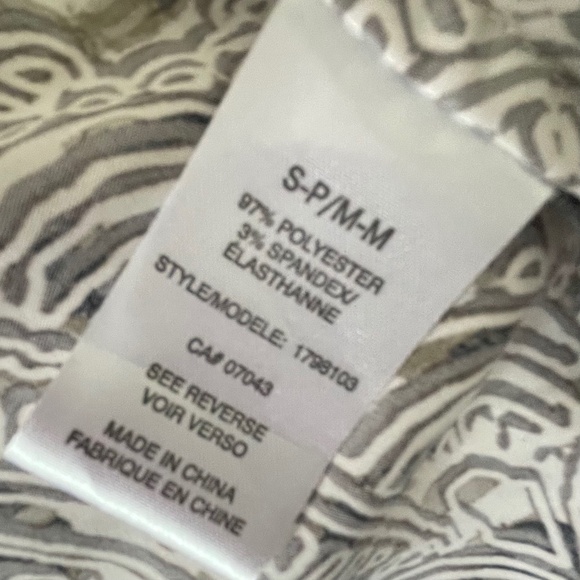 S-P/M-M
97% POLYESTER
3% SPANDEX/
ÉLASTHANNE
STYLE/MODELE: 1798103
CA# 07043
SEE REVERSE
VOIR VERSO
MADE IN CHINA
FABRIQUE EN CHINE